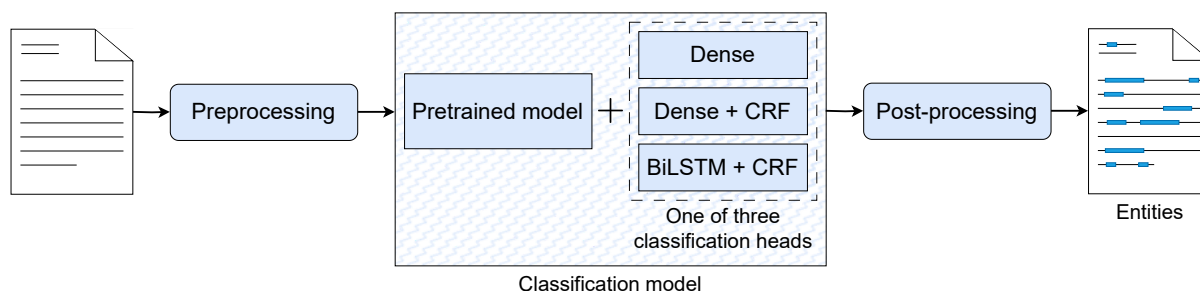 Preprocessing
Pretrained model
+
Dense
Dense + CRF
BiLSTM + CRF
One of three
classification heads
Classification model
Post-processing
Entities